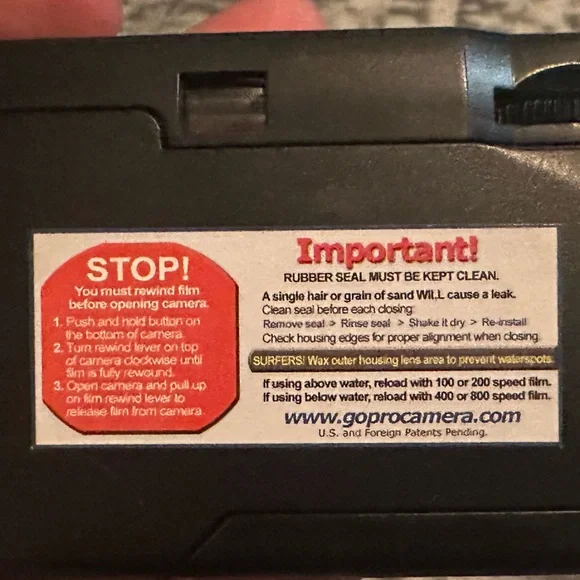 STOP!
You must rewind film
before opening camera.
1. Push and hold button on
the bottom of camera.
2. Turn rewind lever on top
of camera clockwise until
film is fully rewound.
3. Open camera and pull up
on film rewind lever to
release film from camera.
Important!
RUBBER SEAL MUST BE KEPT CLEAN.
A single hair or grain of sand WILL cause a leak.
Clean seal before each closing:
Remove seal > Rinse seal > Shake it dry > Re-install
Check housing edges for proper alignment when closing.
SURFERS! Wax outer housing lens area to prevent waterspots.
If using above water, reload with 100 or 200 speed film.
If using below water, reload with 400 or 800 speed film.
www.goprocamera.com
U.S. and Foreign Patents Pending.